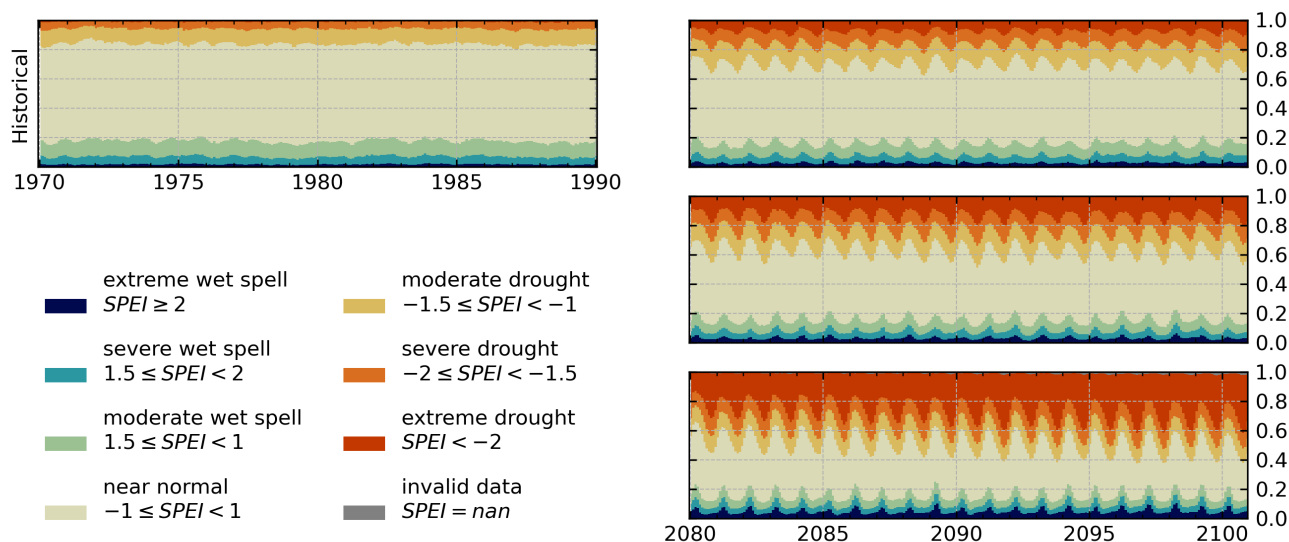 Historical
1970 1975 1980 1985 1990
1.0
0.8
0.6
0.4
0.2
0.0
1.0
0.8
0.6
0.4
0.2
0.0
1.0
0.8
0.6
0.4
0.2
0.0
2080 2085 2090 2095 2100
extreme wet spell
SPEI ≥ 2
severe wet spell
1.5 ≤ SPEI < 2
moderate wet spell
1.5 ≤ SPEI < 1
near normal
−1 ≤ SPEI < 1
moderate drought
−1.5 ≤ SPEI < −1
severe drought
−2 ≤ SPEI < −1.5
extreme drought
SPEI < −2
invalid data
SPEI = nan